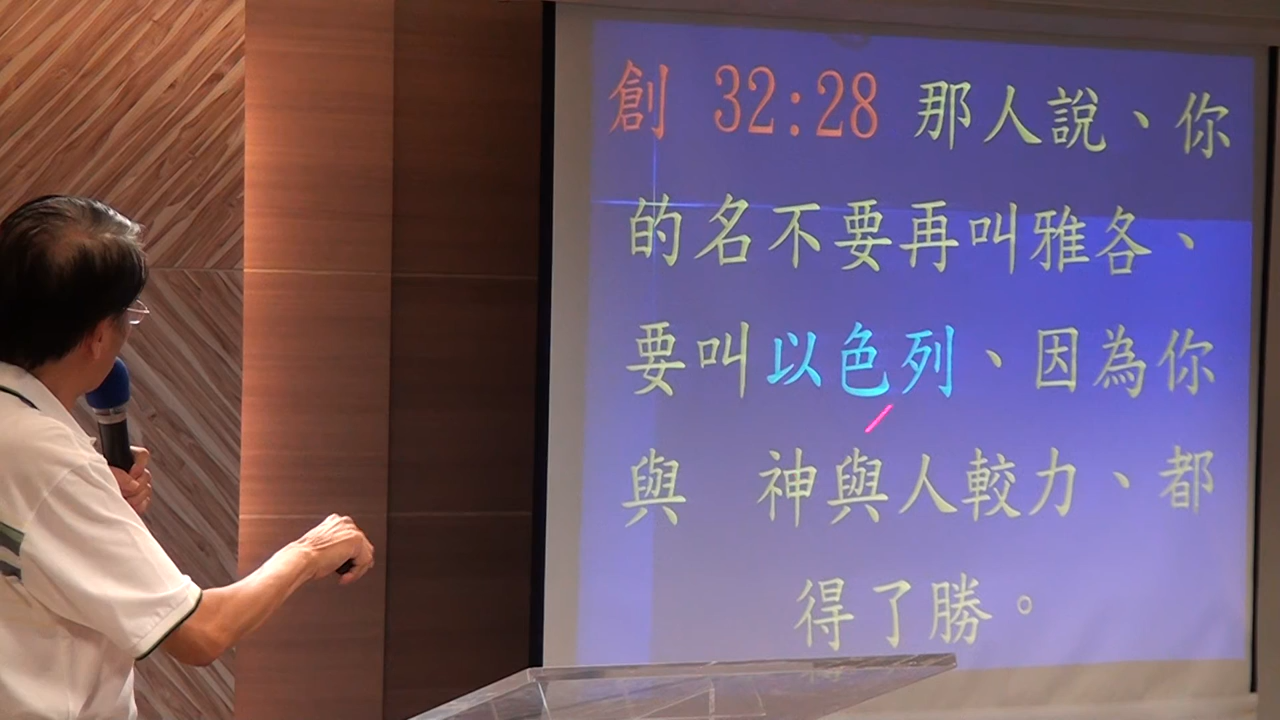 創 32:28 那人說、你
的名不要再叫雅各、
要叫以色列、因為你
與　神與人較力、都
得了勝。